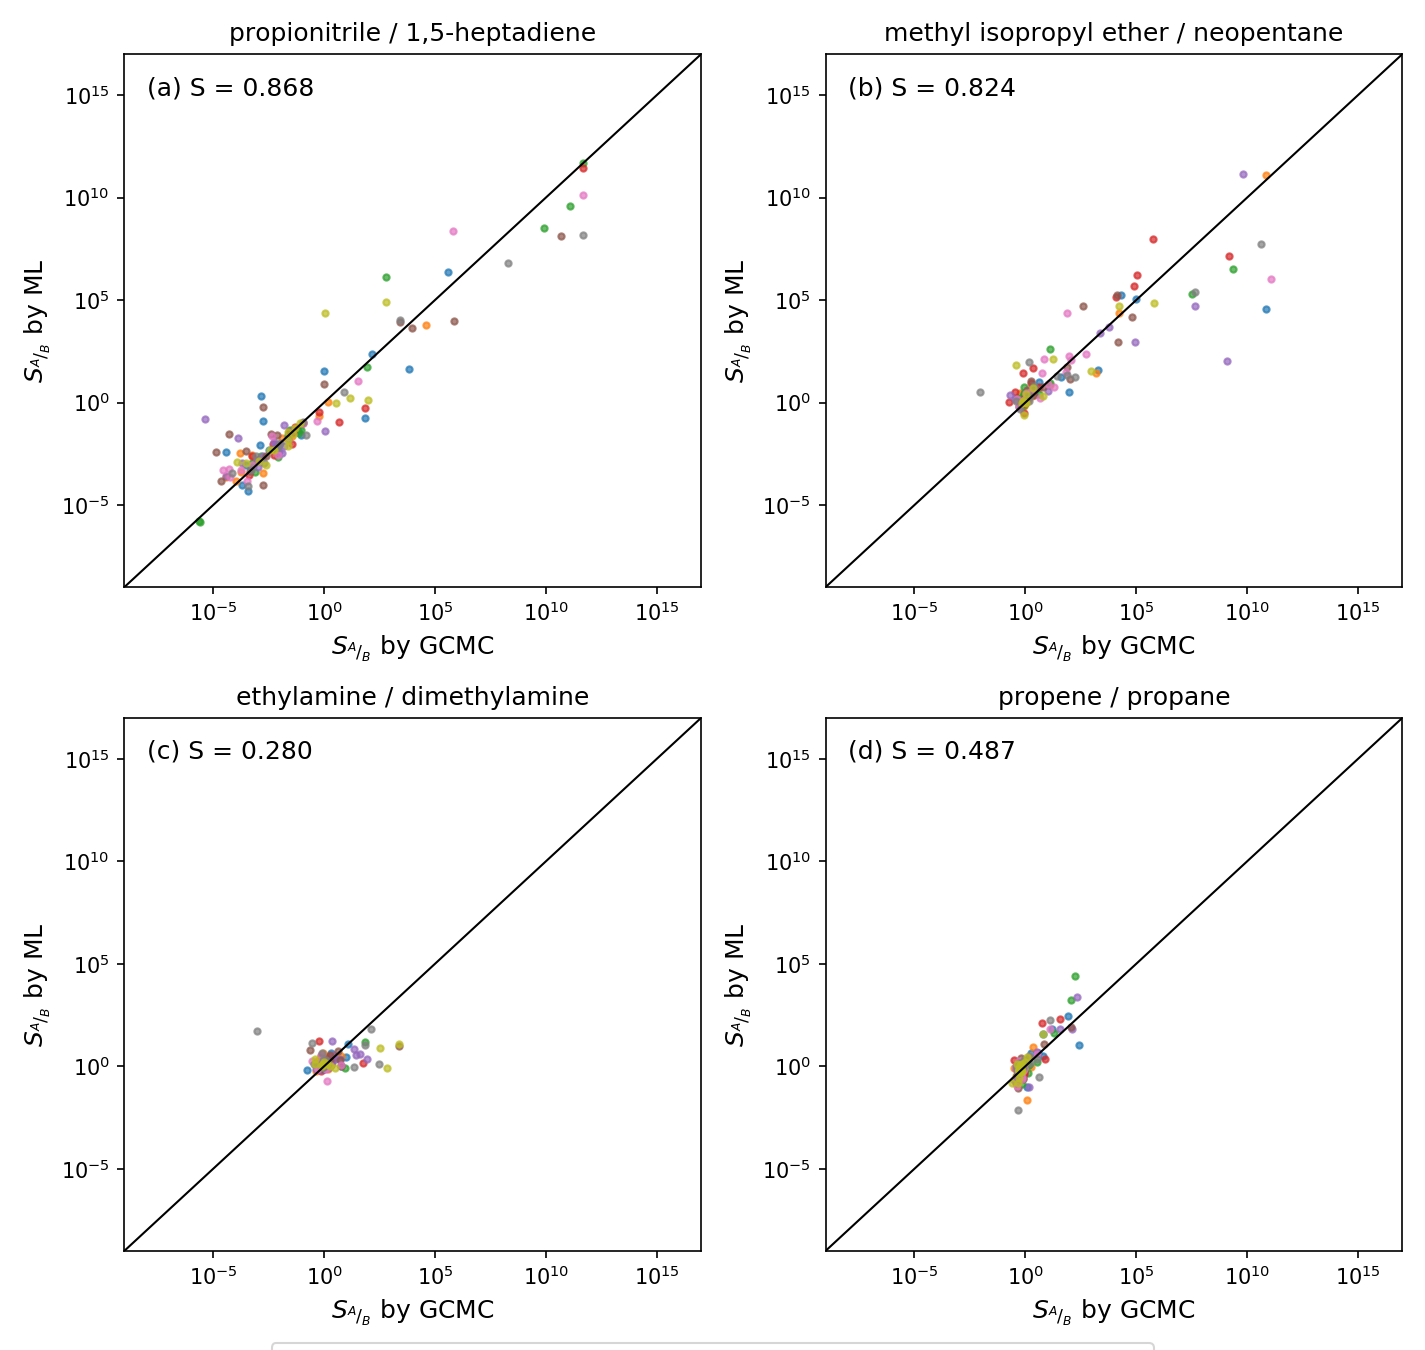 propionitrile / 1,5-heptadiene
(a) S = 0.868
10^15
10^10
10^5
10^0
10^-5
S_A/B by ML
10^-5 10^0 10^5 10^10 10^15
S_A/B by GCMC
methyl isopropyl ether / neopentane
(b) S = 0.824
10^15
10^10
10^5
10^0
10^-5
S_A/B by ML
10^-5 10^0 10^5 10^10 10^15
S_A/B by GCMC
ethylamine / dimethylamine
(c) S = 0.280
10^15
10^10
10^5
10^0
10^-5
S_A/B by ML
10^-5 10^0 10^5 10^10 10^15
S_A/B by GCMC
propene / propane
(d) S = 0.487
10^15
10^10
10^5
10^0
10^-5
S_A/B by ML
10^-5 10^0 10^5 10^10 10^15
S_A/B by GCMC